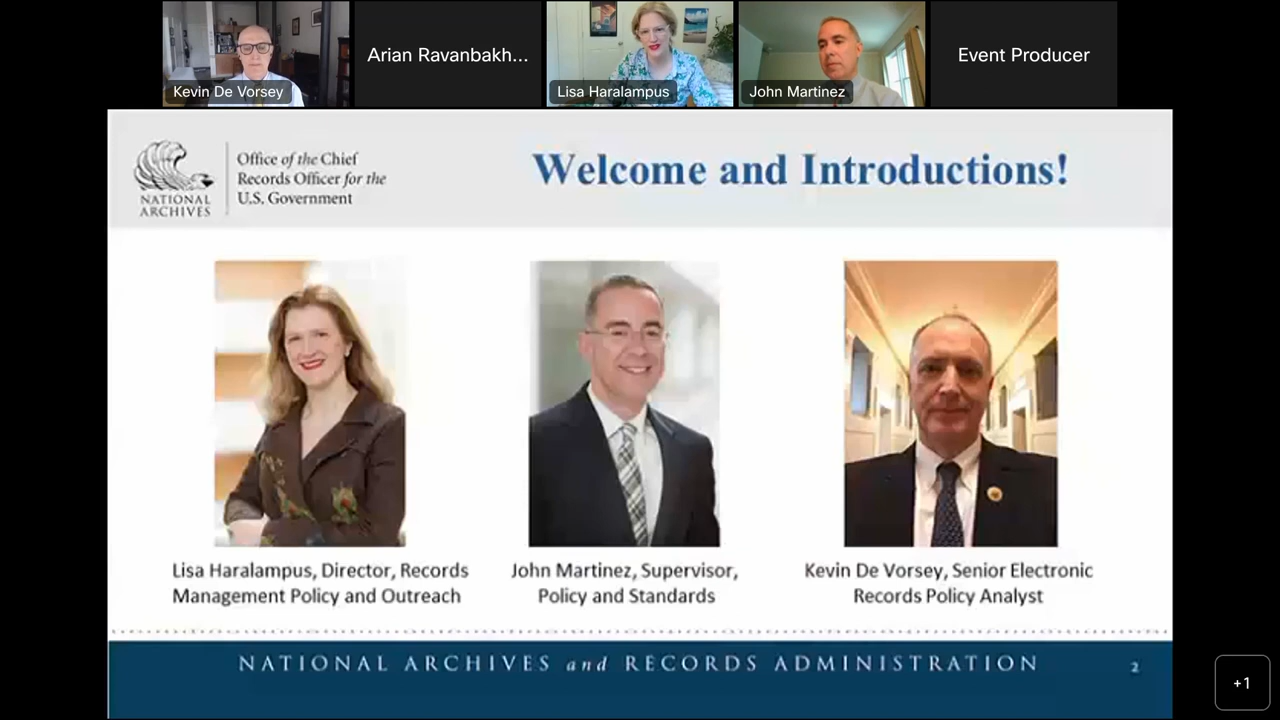 Kevin De Vorsey
Arian Ravanbakh...
Lisa Haralampus
John Martinez
Event Producer
NATIONAL
ARCHIVES
Office of the Chief
Records Officer for the
U.S. Government
Welcome and Introductions!
Lisa Haralampus, Director, Records
Management Policy and Outreach
John Martinez, Supervisor,
Policy and Standards
Kevin De Vorsey, Senior Electronic
Records Policy Analyst
NATIONAL ARCHIVES and RECORDS ADMINISTRATION
2
+1